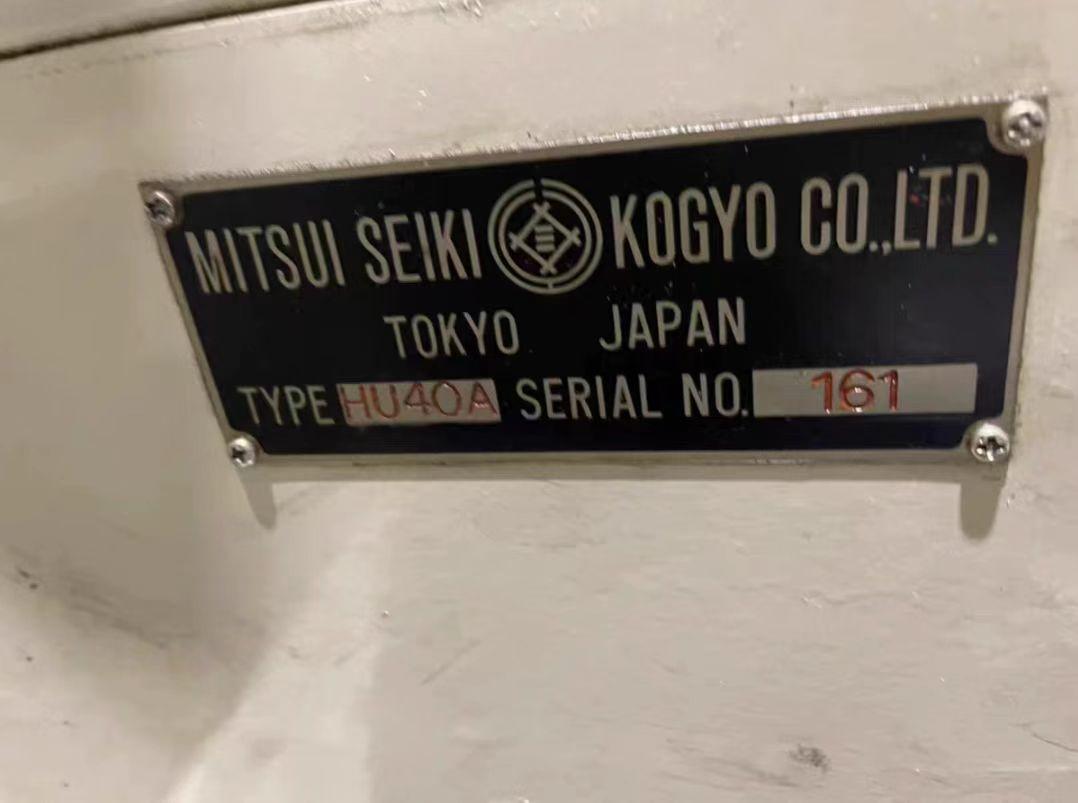 MITSUI SEIKI KOGYO CO.,LTD.
TOKYO JAPAN
TYPE HU40A SERIAL NO. 161